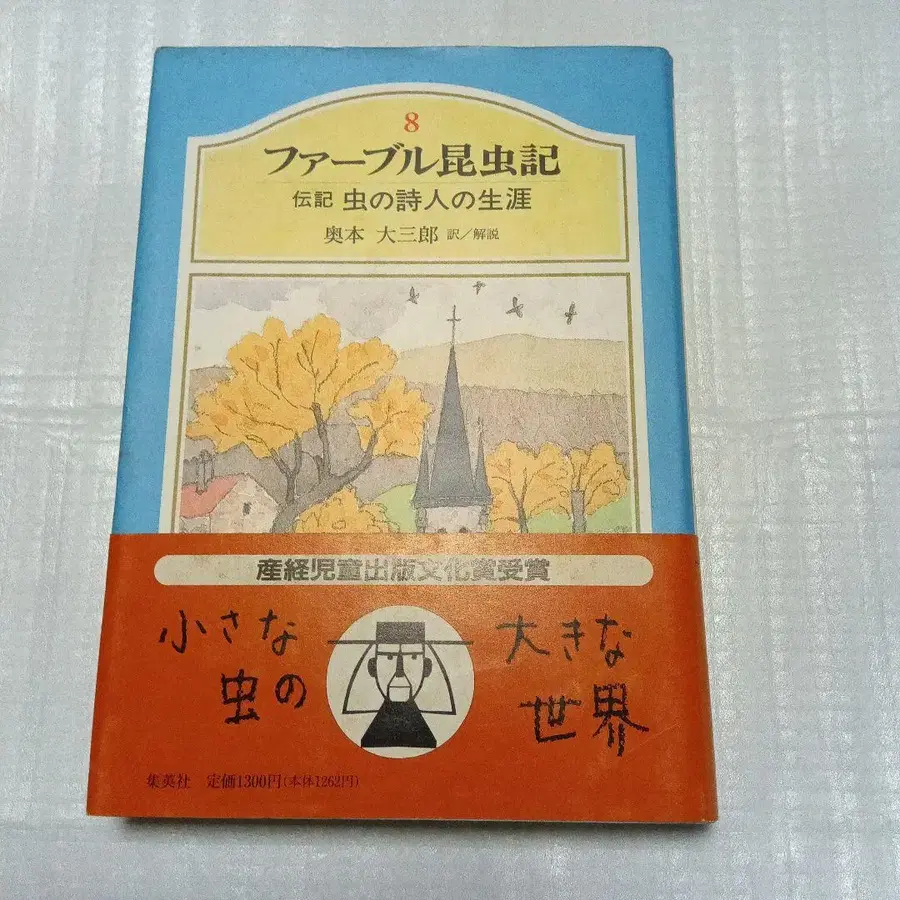 8
ファーブル昆虫記
伝記 虫の詩人の生涯
奥本 大三郎 訳／解説
産経児童出版文化賞受賞
小さな
虫の
大きな
世界
集英社 定価1300円(本体1262円)